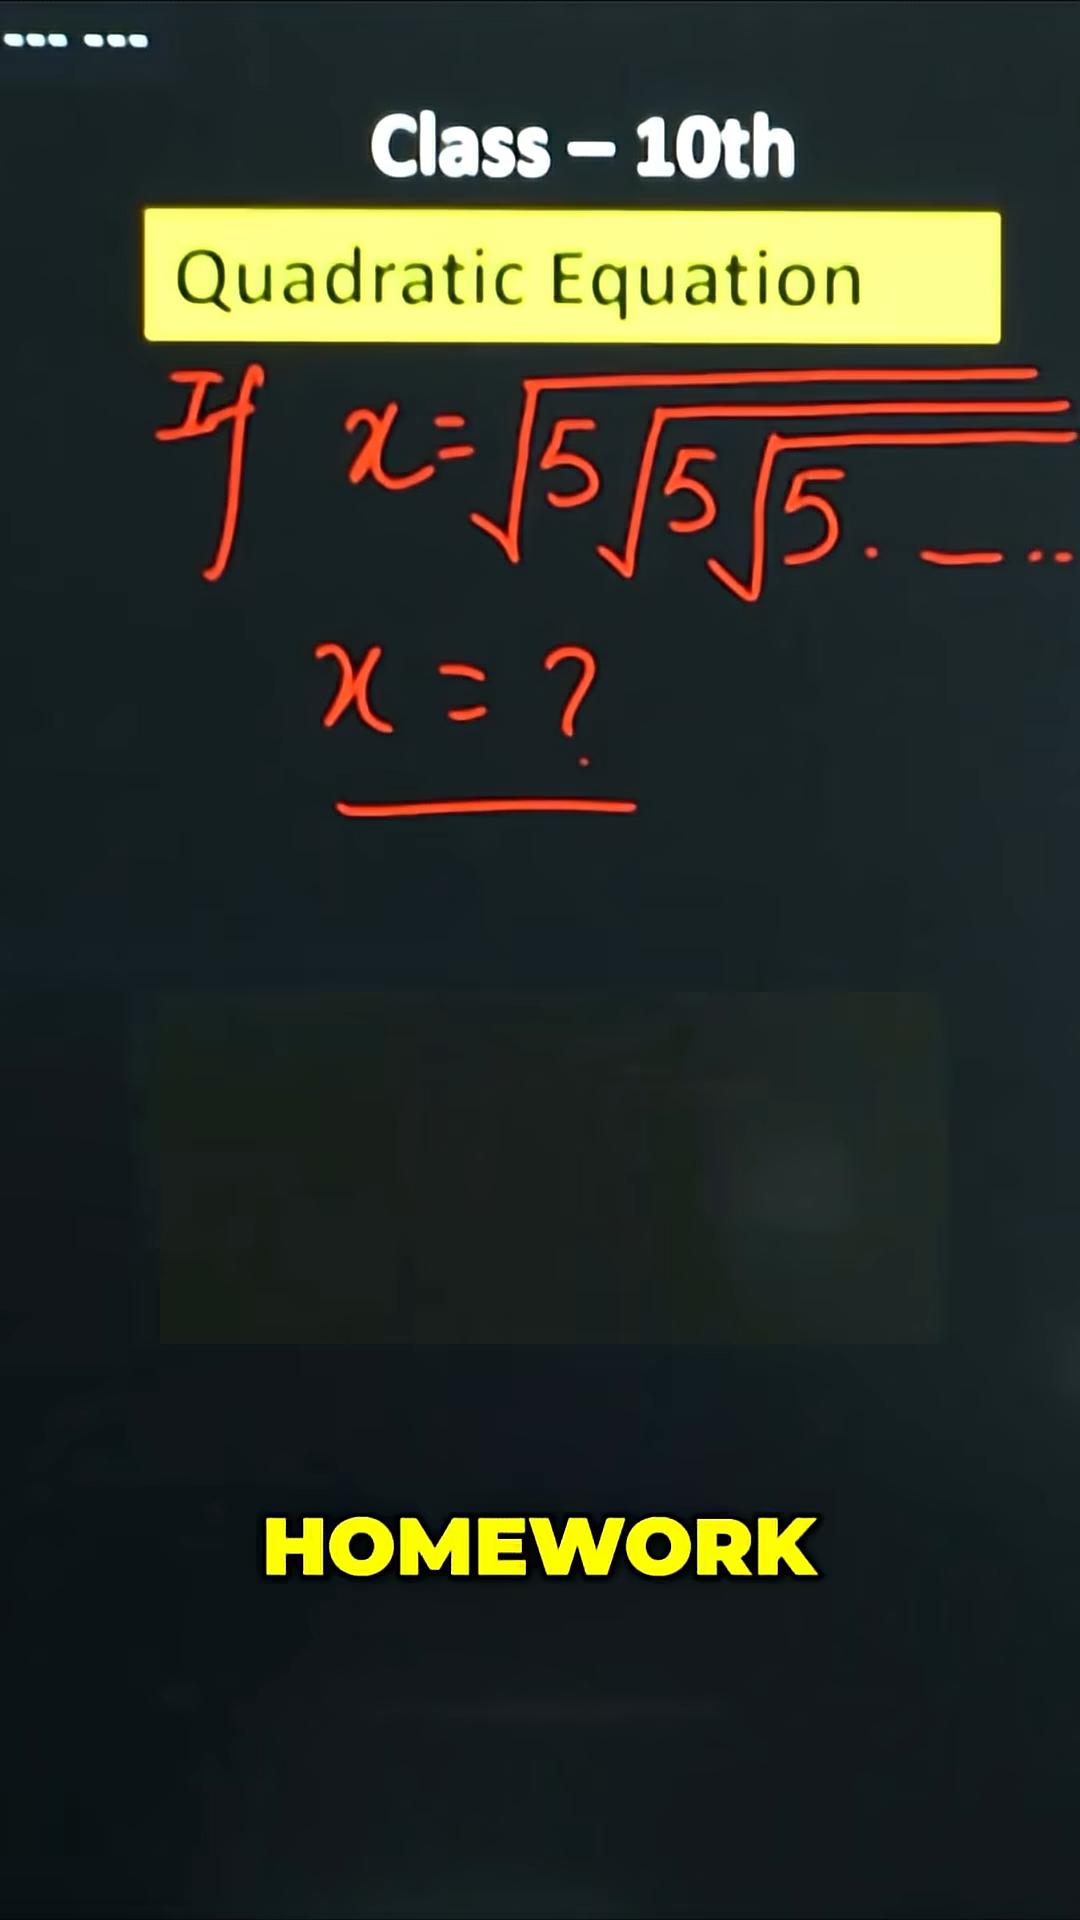 Class – 10th
Quadratic Equation
If x = √5√5√5. _ ..
x = ?
HOMEWORK